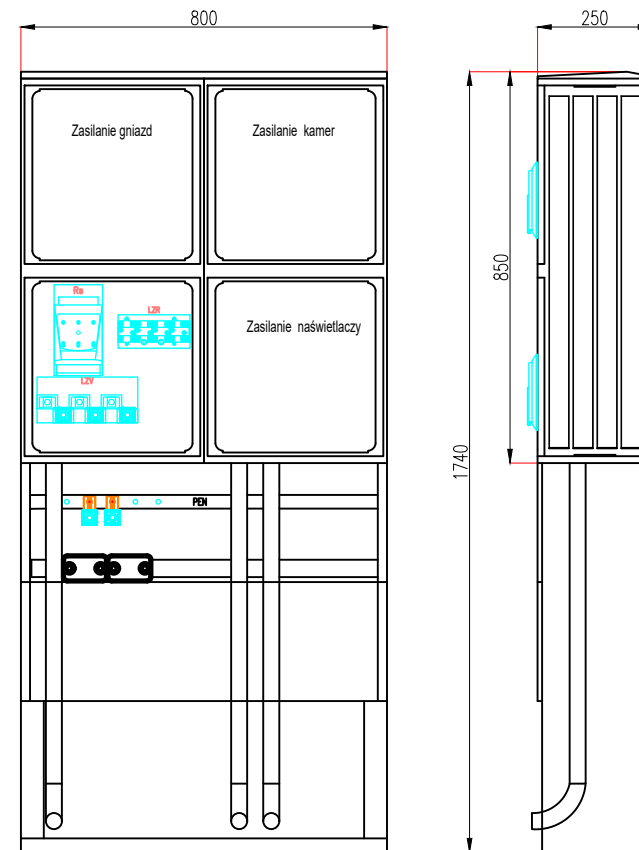 800
250
Zasilanie gniazd
Zasilanie kamer
850
Rs
LZR
Zasilanie naświetlaczy
LZV
1740
PEN